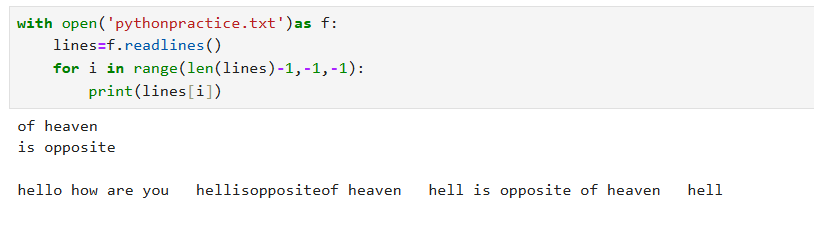 with open('pythonpractice.txt')as f:
    lines=f.readlines()
    for i in range(len(lines)-1,-1,-1):
        print(lines[i])
of heaven
is opposite
hello how are you   hellisoppositeof heaven   hell is opposite of heaven   hell